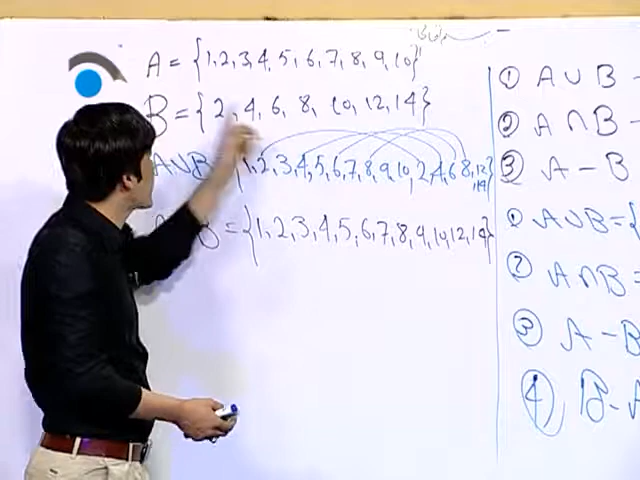 A = {1,2,3,4,5,6,7,8,9,10}
B = {2,4,6,8,10,12,14}
AUB {1,2,3,4,5,6,7,8,9,10,2,4,6,8,12
,14}
B = {1,2,3,4,5,6,7,8,9,10,12,14}
① A ∪ B -
② A ∩ B -
③ A - B
① A∪B = {
② A∩B =
③ A - B
④ B - A